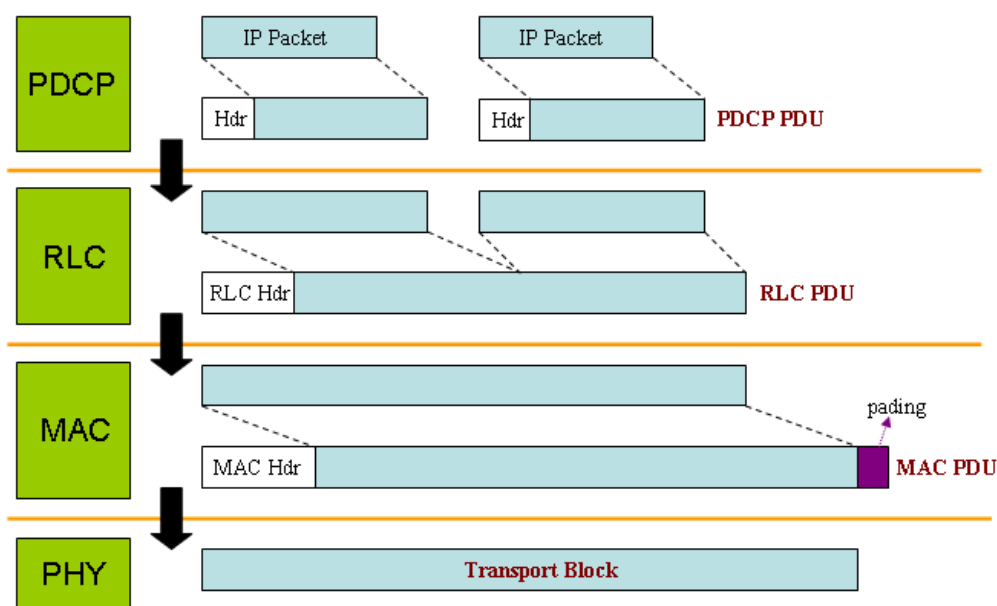 PDCP
IP Packet
IP Packet
Hdr
Hdr
PDCP PDU
RLC
RLC Hdr
RLC PDU
MAC
pading
MAC Hdr
MAC PDU
PHY
Transport Block